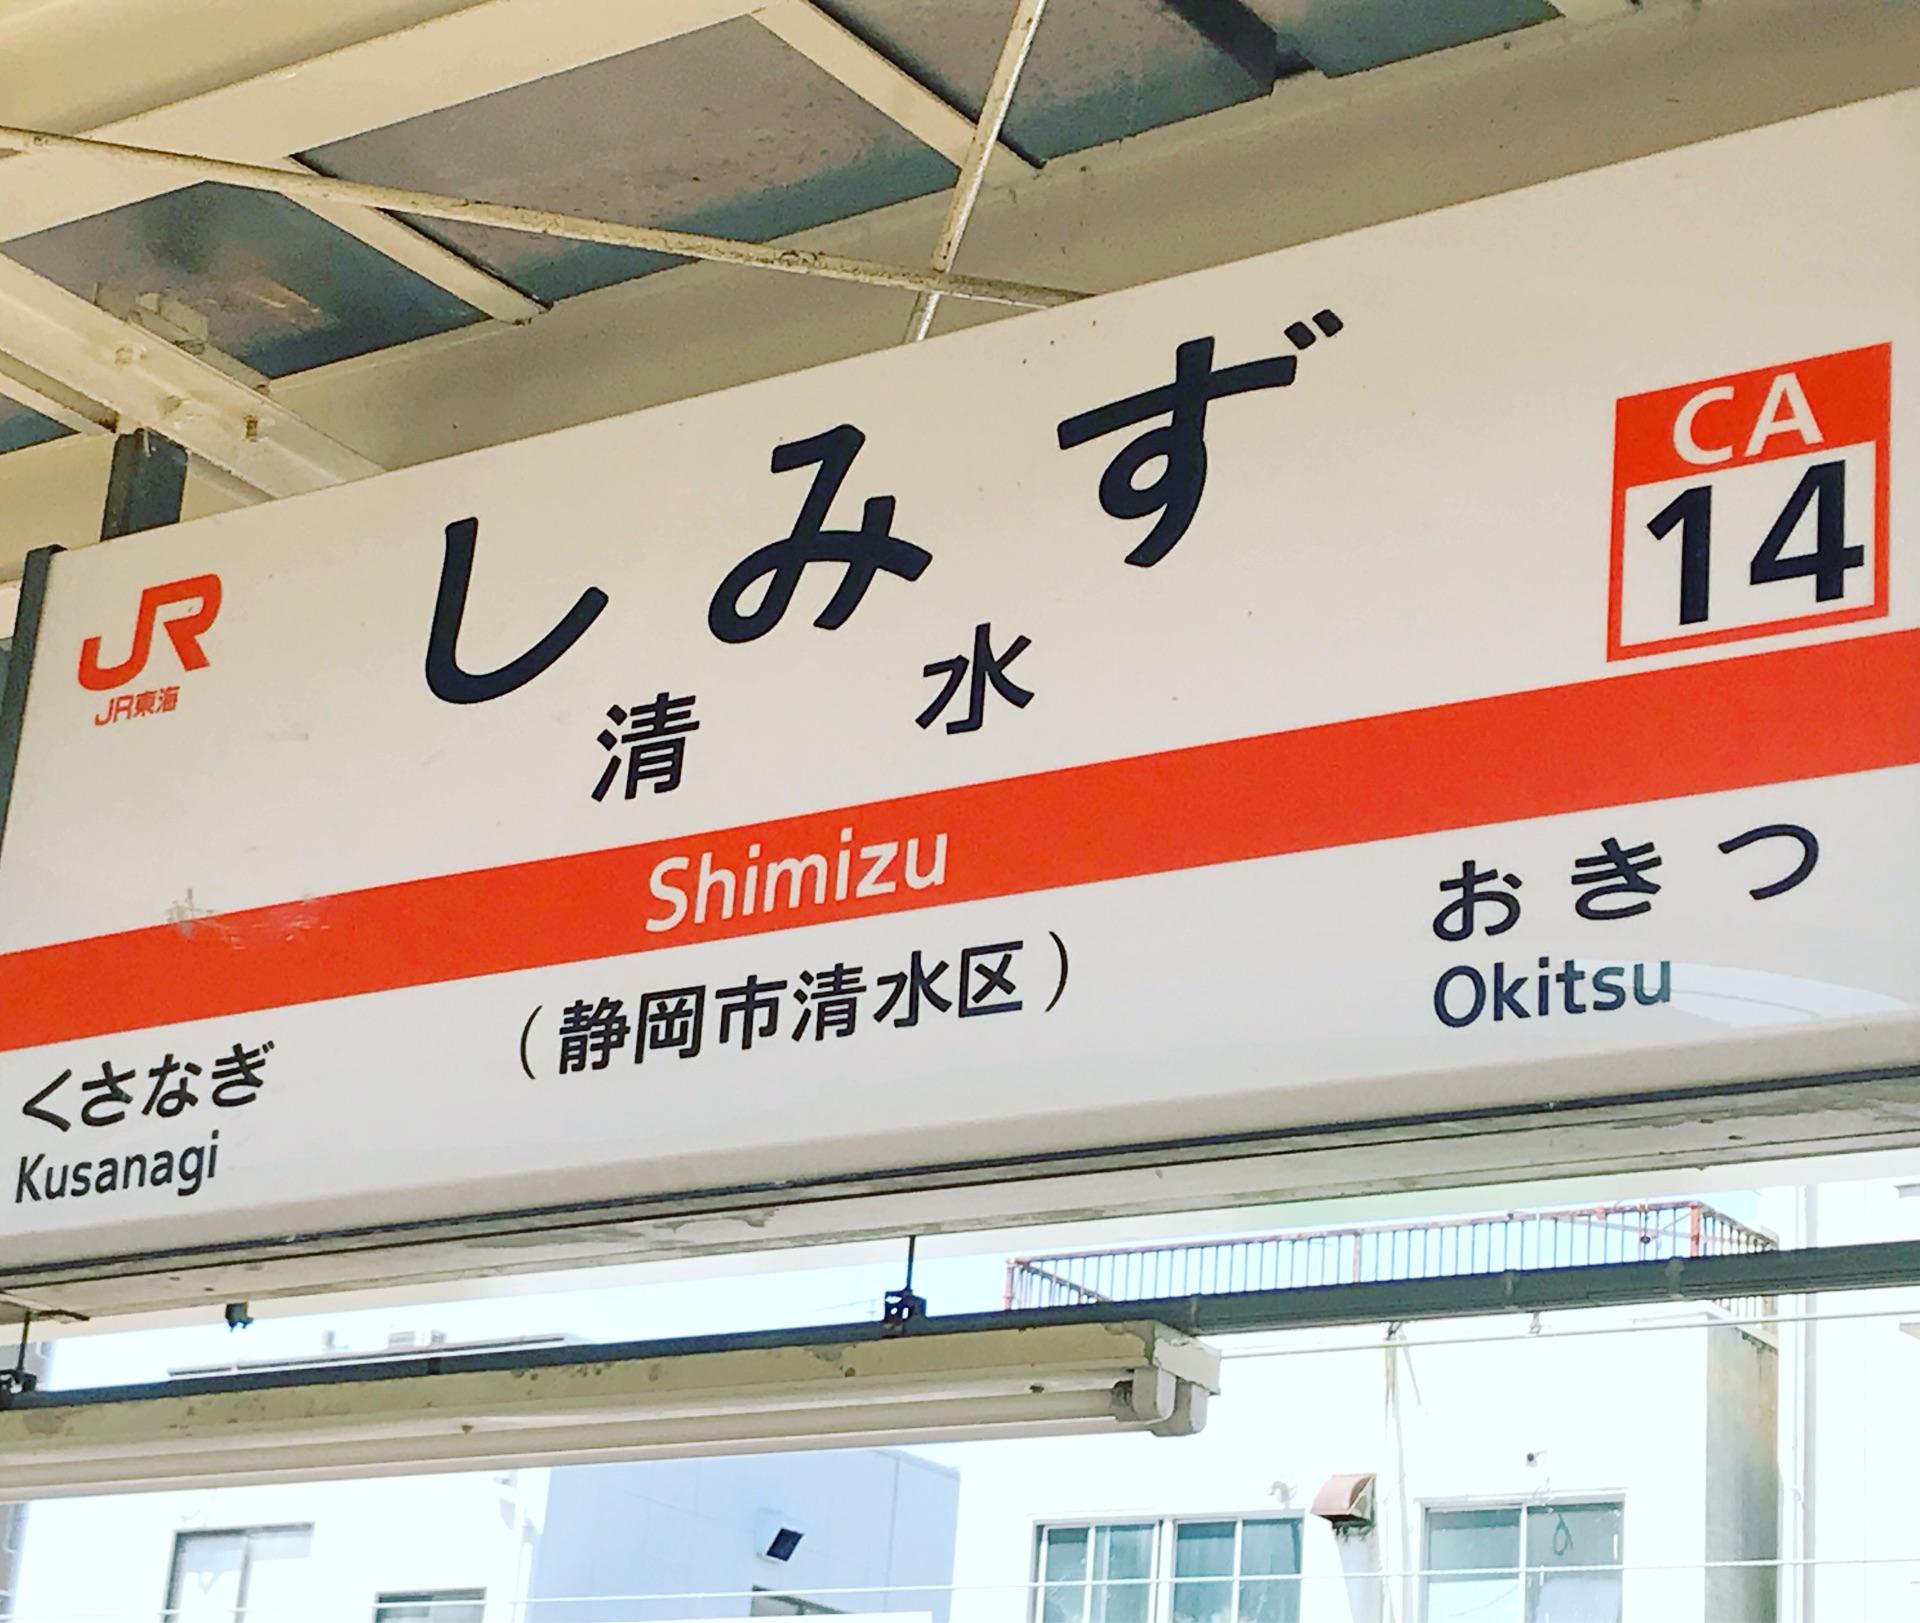 JR
JR東海
しみず
清水
CA
14
Shimizu
(静岡市清水区)
くさなぎ
Kusanagi
おきつ
Okitsu